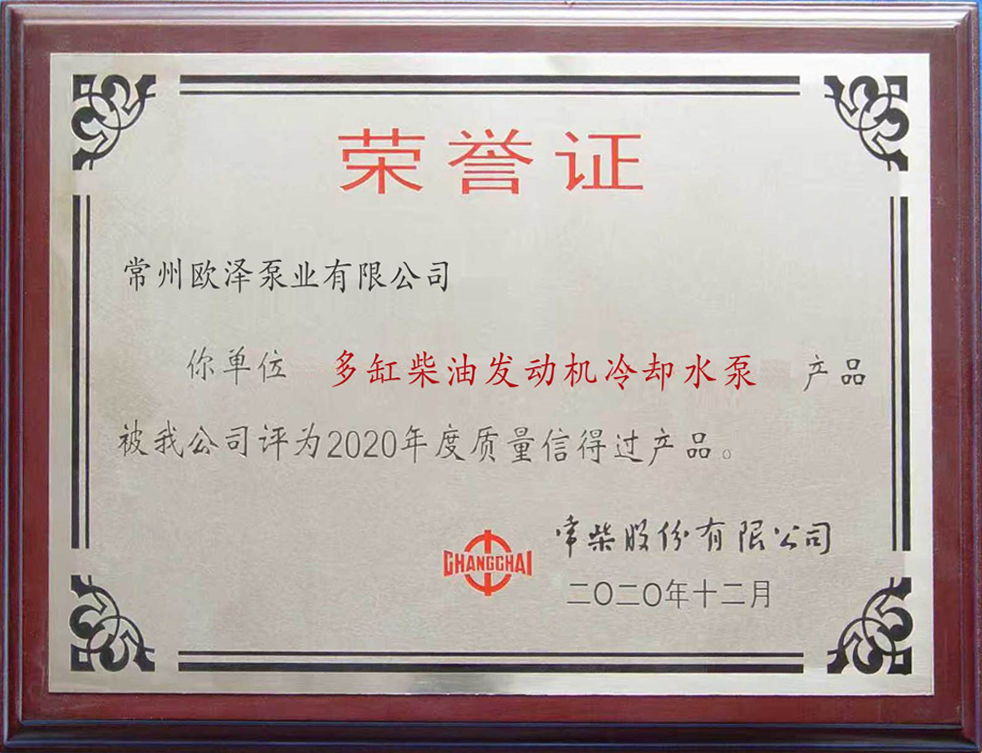 荣誉证
常州欧泽泵业有限公司
你单位 多缸柴油发动机冷却水泵 产品
被我公司评为2020年度质量信得过产品。
常柴股份有限公司
CHANGCHAI
二〇二〇年十二月